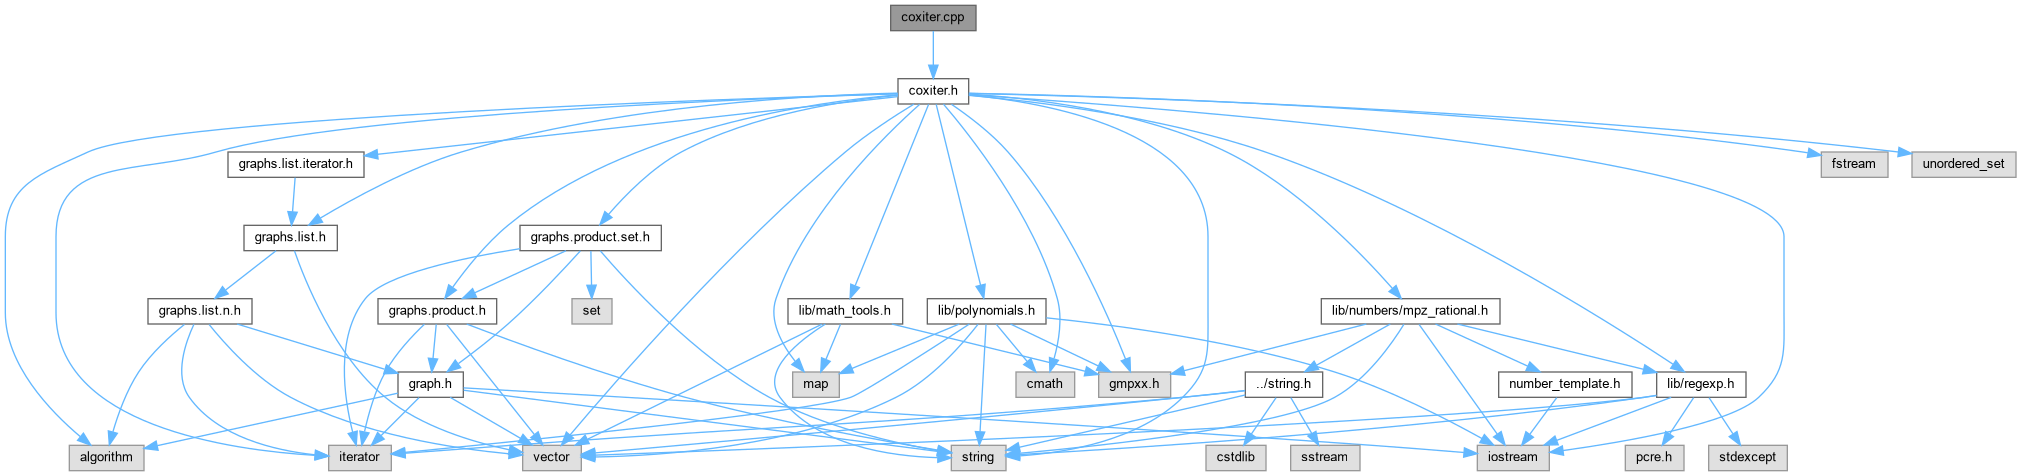 coxiter.cpp
coxiter.h
graphs.list.iterator.h
fstream
unordered_set
graphs.list.h
graphs.product.set.h
graphs.list.n.h
graphs.product.h
set
lib/math_tools.h
lib/polynomials.h
lib/numbers/mpz_rational.h
graph.h
map
cmath
gmpxx.h
../string.h
number_template.h
lib/regexp.h
algorithm
iterator
vector
string
cstdlib
sstream
iostream
pcre.h
stdexcept